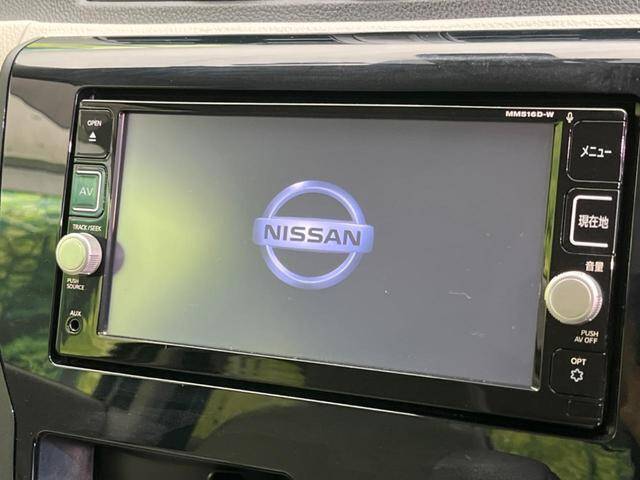 MM516D-W
OPEN
AV
TRACK/SEEK
PUSH
SOURCE
AUX
NISSAN
メニュー
現在地
音量
PUSH
AV OFF
OPT